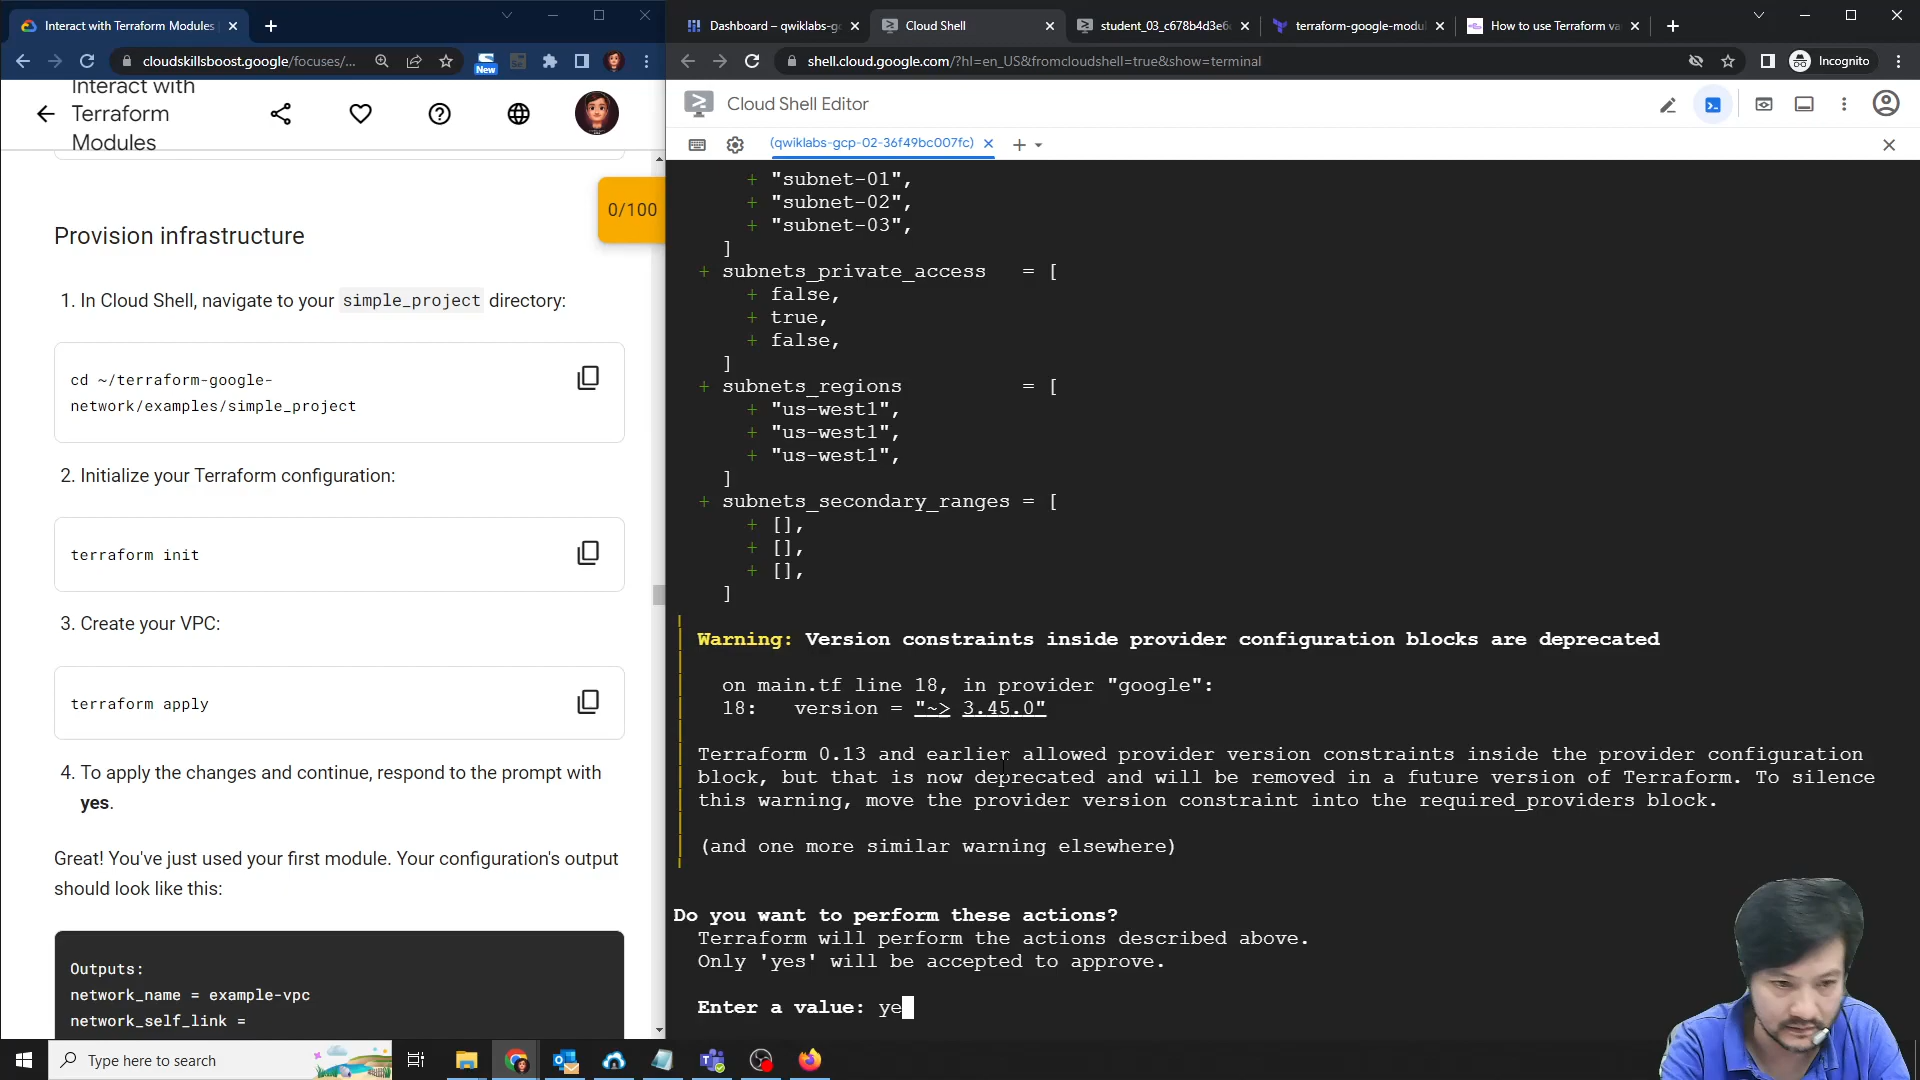 Interact with Terraform Modules
Dashboard – qwiklabs-gc
Cloud Shell
student_03_c678b4d3e6
terraform-google-modul
How to use Terraform va
cloudskillsboost.google/focuses/...
New
shell.cloud.google.com/?hl=en_US&fromcloudshell=true&show=terminal
Incognito
Interact with
Terraform
Modules
Cloud Shell Editor
(qwiklabs-gcp-02-36f49bc007fc)
0/100
Provision infrastructure
1. In Cloud Shell, navigate to your simple_project directory:
cd ~/terraform-google-
network/examples/simple_project
2. Initialize your Terraform configuration:
terraform init
3. Create your VPC:
terraform apply
4. To apply the changes and continue, respond to the prompt with
yes.
Great! You've just used your first module. Your configuration's output
should look like this:
Outputs:
network_name = example-vpc
network_self_link =
+ "subnet-01",
+ "subnet-02",
+ "subnet-03",
]
+ subnets_private_access = [
+ false,
+ true,
+ false,
]
+ subnets_regions = [
+ "us-west1",
+ "us-west1",
+ "us-west1",
]
+ subnets_secondary_ranges = [
+ [],
+ [],
+ [],
]
Warning: Version constraints inside provider configuration blocks are deprecated
on main.tf line 18, in provider "google":
18: version = "~> 3.45.0"
Terraform 0.13 and earlier allowed provider version constraints inside the provider configuration
block, but that is now deprecated and will be removed in a future version of Terraform. To silence
this warning, move the provider version constraint into the required_providers block.
(and one more similar warning elsewhere)
Do you want to perform these actions?
Terraform will perform the actions described above.
Only 'yes' will be accepted to approve.
Enter a value: ye
Type here to search